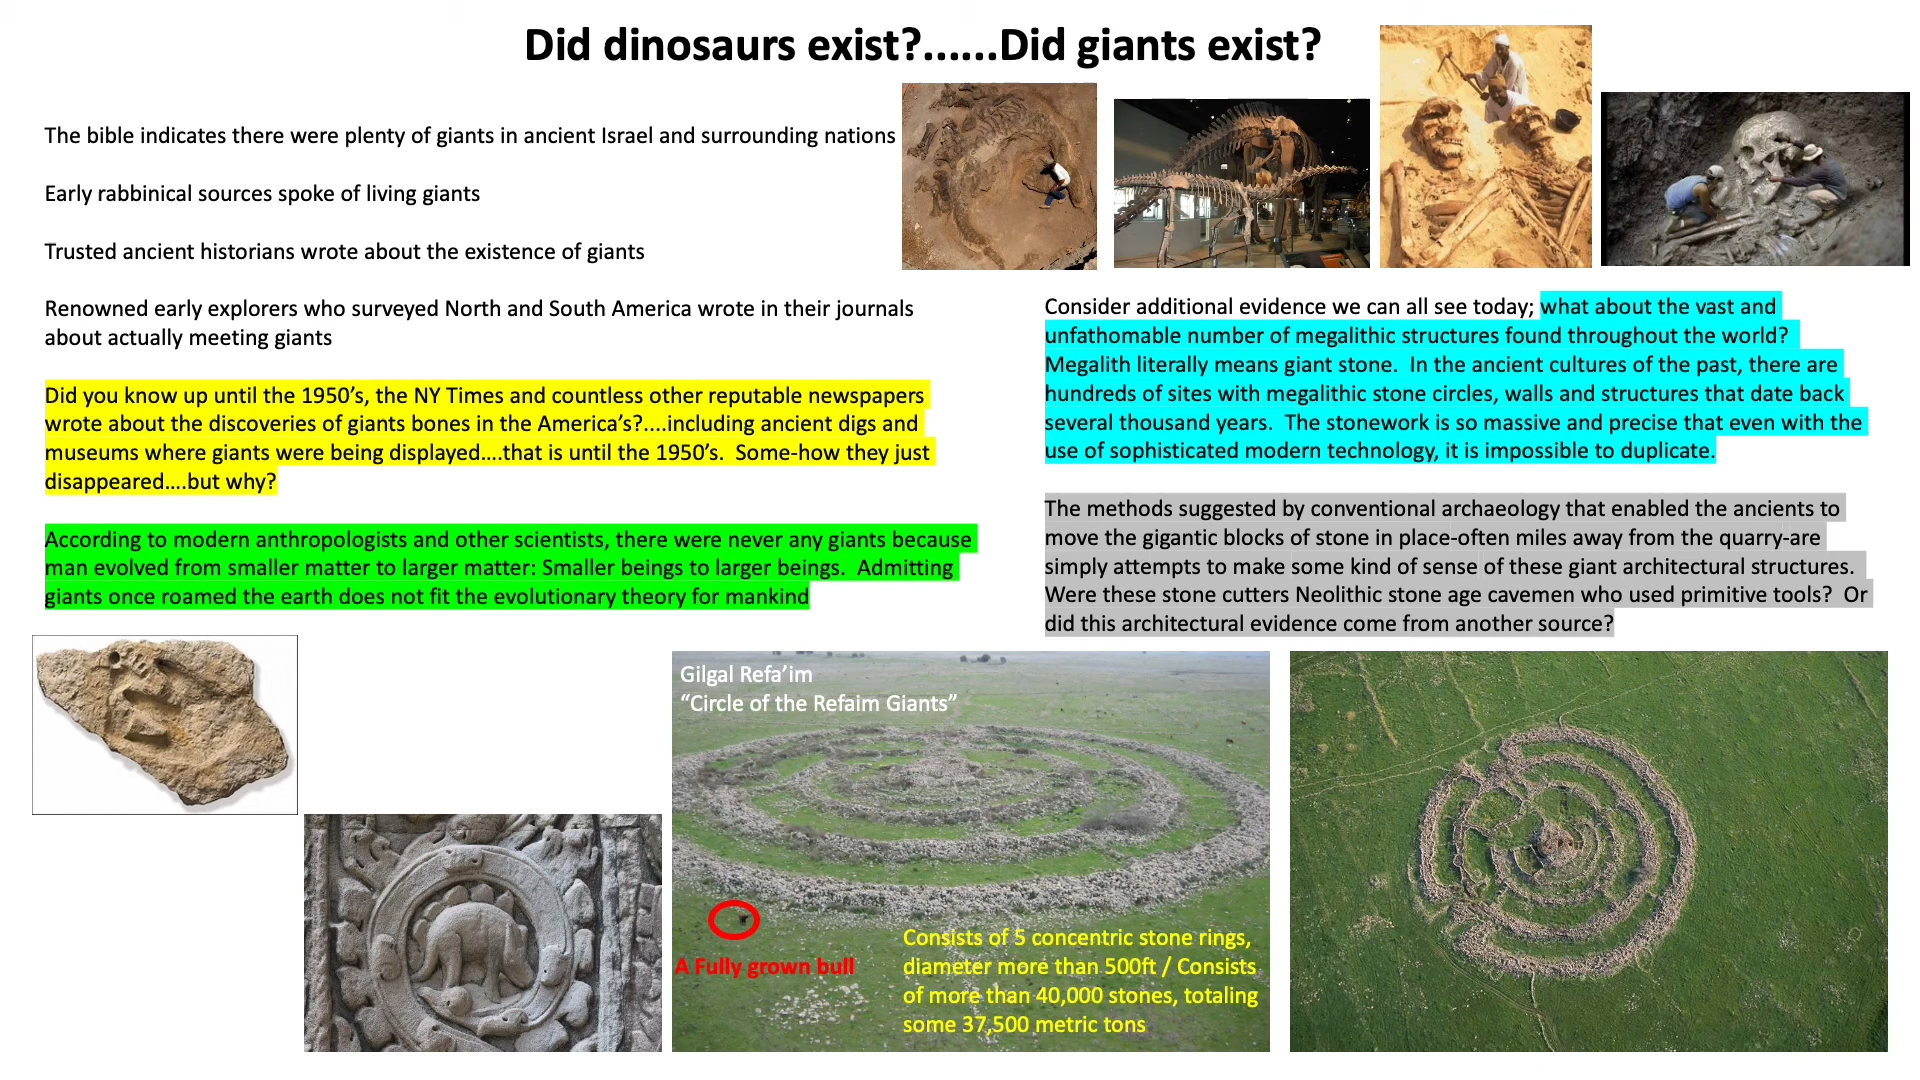 Did dinosaurs exist?......Did giants exist?
The bible indicates there were plenty of giants in ancient Israel and surrounding nations
Early rabbinical sources spoke of living giants
Trusted ancient historians wrote about the existence of giants
Renowned early explorers who surveyed North and South America wrote in their journals
about actually meeting giants
Did you know up until the 1950’s, the NY Times and countless other reputable newspapers
wrote about the discoveries of giants bones in the America’s?....including ancient digs and
museums where giants were being displayed….that is until the 1950’s.  Some-how they just
disappeared….but why?
According to modern anthropologists and other scientists, there were never any giants because
man evolved from smaller matter to larger matter: Smaller beings to larger beings.  Admitting
giants once roamed the earth does not fit the evolutionary theory for mankind
Consider additional evidence we can all see today; what about the vast and
unfathomable number of megalithic structures found throughout the world?
Megalith literally means giant stone.  In the ancient cultures of the past, there are
hundreds of sites with megalithic stone circles, walls and structures that date back
several thousand years.  The stonework is so massive and precise that even with the
use of sophisticated modern technology, it is impossible to duplicate.
The methods suggested by conventional archaeology that enabled the ancients to
move the gigantic blocks of stone in place-often miles away from the quarry-are
simply attempts to make some kind of sense of these giant architectural structures.
Were these stone cutters Neolithic stone age cavemen who used primitive tools?  Or
did this architectural evidence come from another source?
Gilgal Refa’im
“Circle of the Refaim Giants”
A Fully grown bull
Consists of 5 concentric stone rings,
diameter more than 500ft / Consists
of more than 40,000 stones, totaling
some 37,500 metric tons